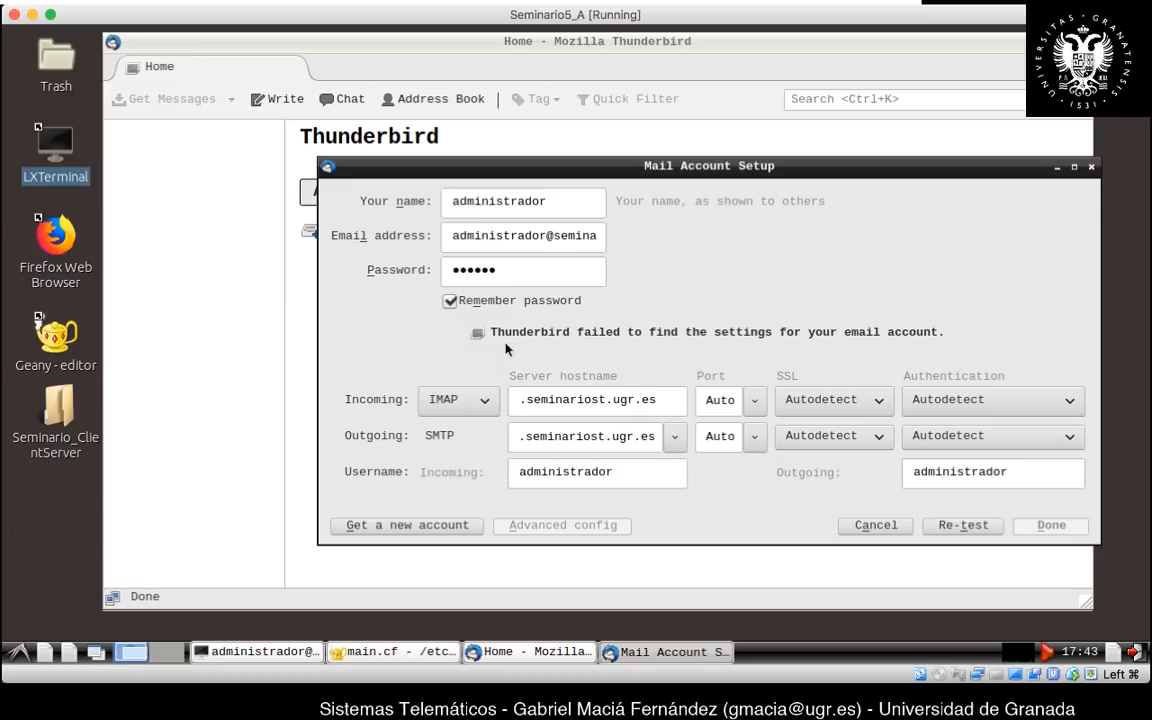 Seminario5_A [Running]
Home - Mozilla Thunderbird
Home
Get Messages
Write
Chat
Address Book
Tag
Quick Filter
Search <Ctrl+K>
UNIVERSITAS GRANATENSIS
1531
Trash
LXTerminal
Firefox Web
Browser
Geany - editor
Seminario_Clie
ntServer
Thunderbird
A
Mail Account Setup
Your name:
administrador
Your name, as shown to others
Email address:
administrador@semina
Password:
••••••
Remember password
Thunderbird failed to find the settings for your email account.
Server hostname
Port
SSL
Authentication
Incoming:
IMAP
.seminariost.ugr.es
Auto
Autodetect
Autodetect
Outgoing:
SMTP
.seminariost.ugr.es
Auto
Autodetect
Autodetect
Username:
Incoming:
administrador
Outgoing:
administrador
Get a new account
Advanced config
Cancel
Re-test
Done
Done
administrador@...
main.cf - /etc...
Home - Mozilla...
Mail Account S...
17:43
Left ⌘
Sistemas Telemáticos - Gabriel Maciá Fernández (gmacia@ugr.es) - Universidad de Granada